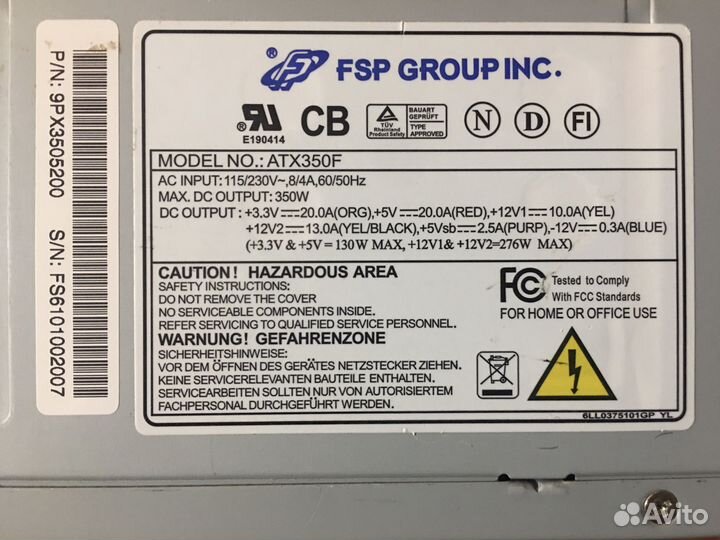 P/N: 9PX3505200 S/N: FS6101002007
FSP GROUP INC.
E190414
CB
TÜV
Rheinland
Product Safety
BAUART
GEPRÜFT
TYPE
APPROVED
N D FI
MODEL NO.: ATX350F
AC INPUT: 115/230V~,8/4A,60/50Hz
MAX. DC OUTPUT: 350W
DC OUTPUT : +3.3V⎓20.0A(ORG),+5V⎓20.0A(RED),+12V1⎓10.0A(YEL)
+12V2⎓13.0A(YEL/BLACK),+5Vsb⎓2.5A(PURP),-12V⎓0.3A(BLUE)
(+3.3V & +5V = 130W MAX, +12V1& +12V2=276W MAX)
CAUTION! HAZARDOUS AREA
SAFETY INSTRUCTIONS:
DO NOT REMOVE THE COVER
NO SERVICEABLE COMPONENTS INSIDE.
REFER SERVICING TO QUALIFIED SERVICE PERSONNEL.
FC Tested to Comply
With FCC Standards
FOR HOME OR OFFICE USE
WARNUNG! GEFAHRENZONE
SICHERHEITSHINWEISE:
VOR DEM ÖFFNEN DES GERÄTES NETZSTECKER ZIEHEN.
KEINE SERVICERELEVANTEN BAUTEILE ENTHALTEN.
SERVICEARBEITEN SOLLTEN NUR VON AUTORISIERTEM
FACHPERSONAL DURCHGEFÜHRT WERDEN.
6LL0375101GP YL
Avito